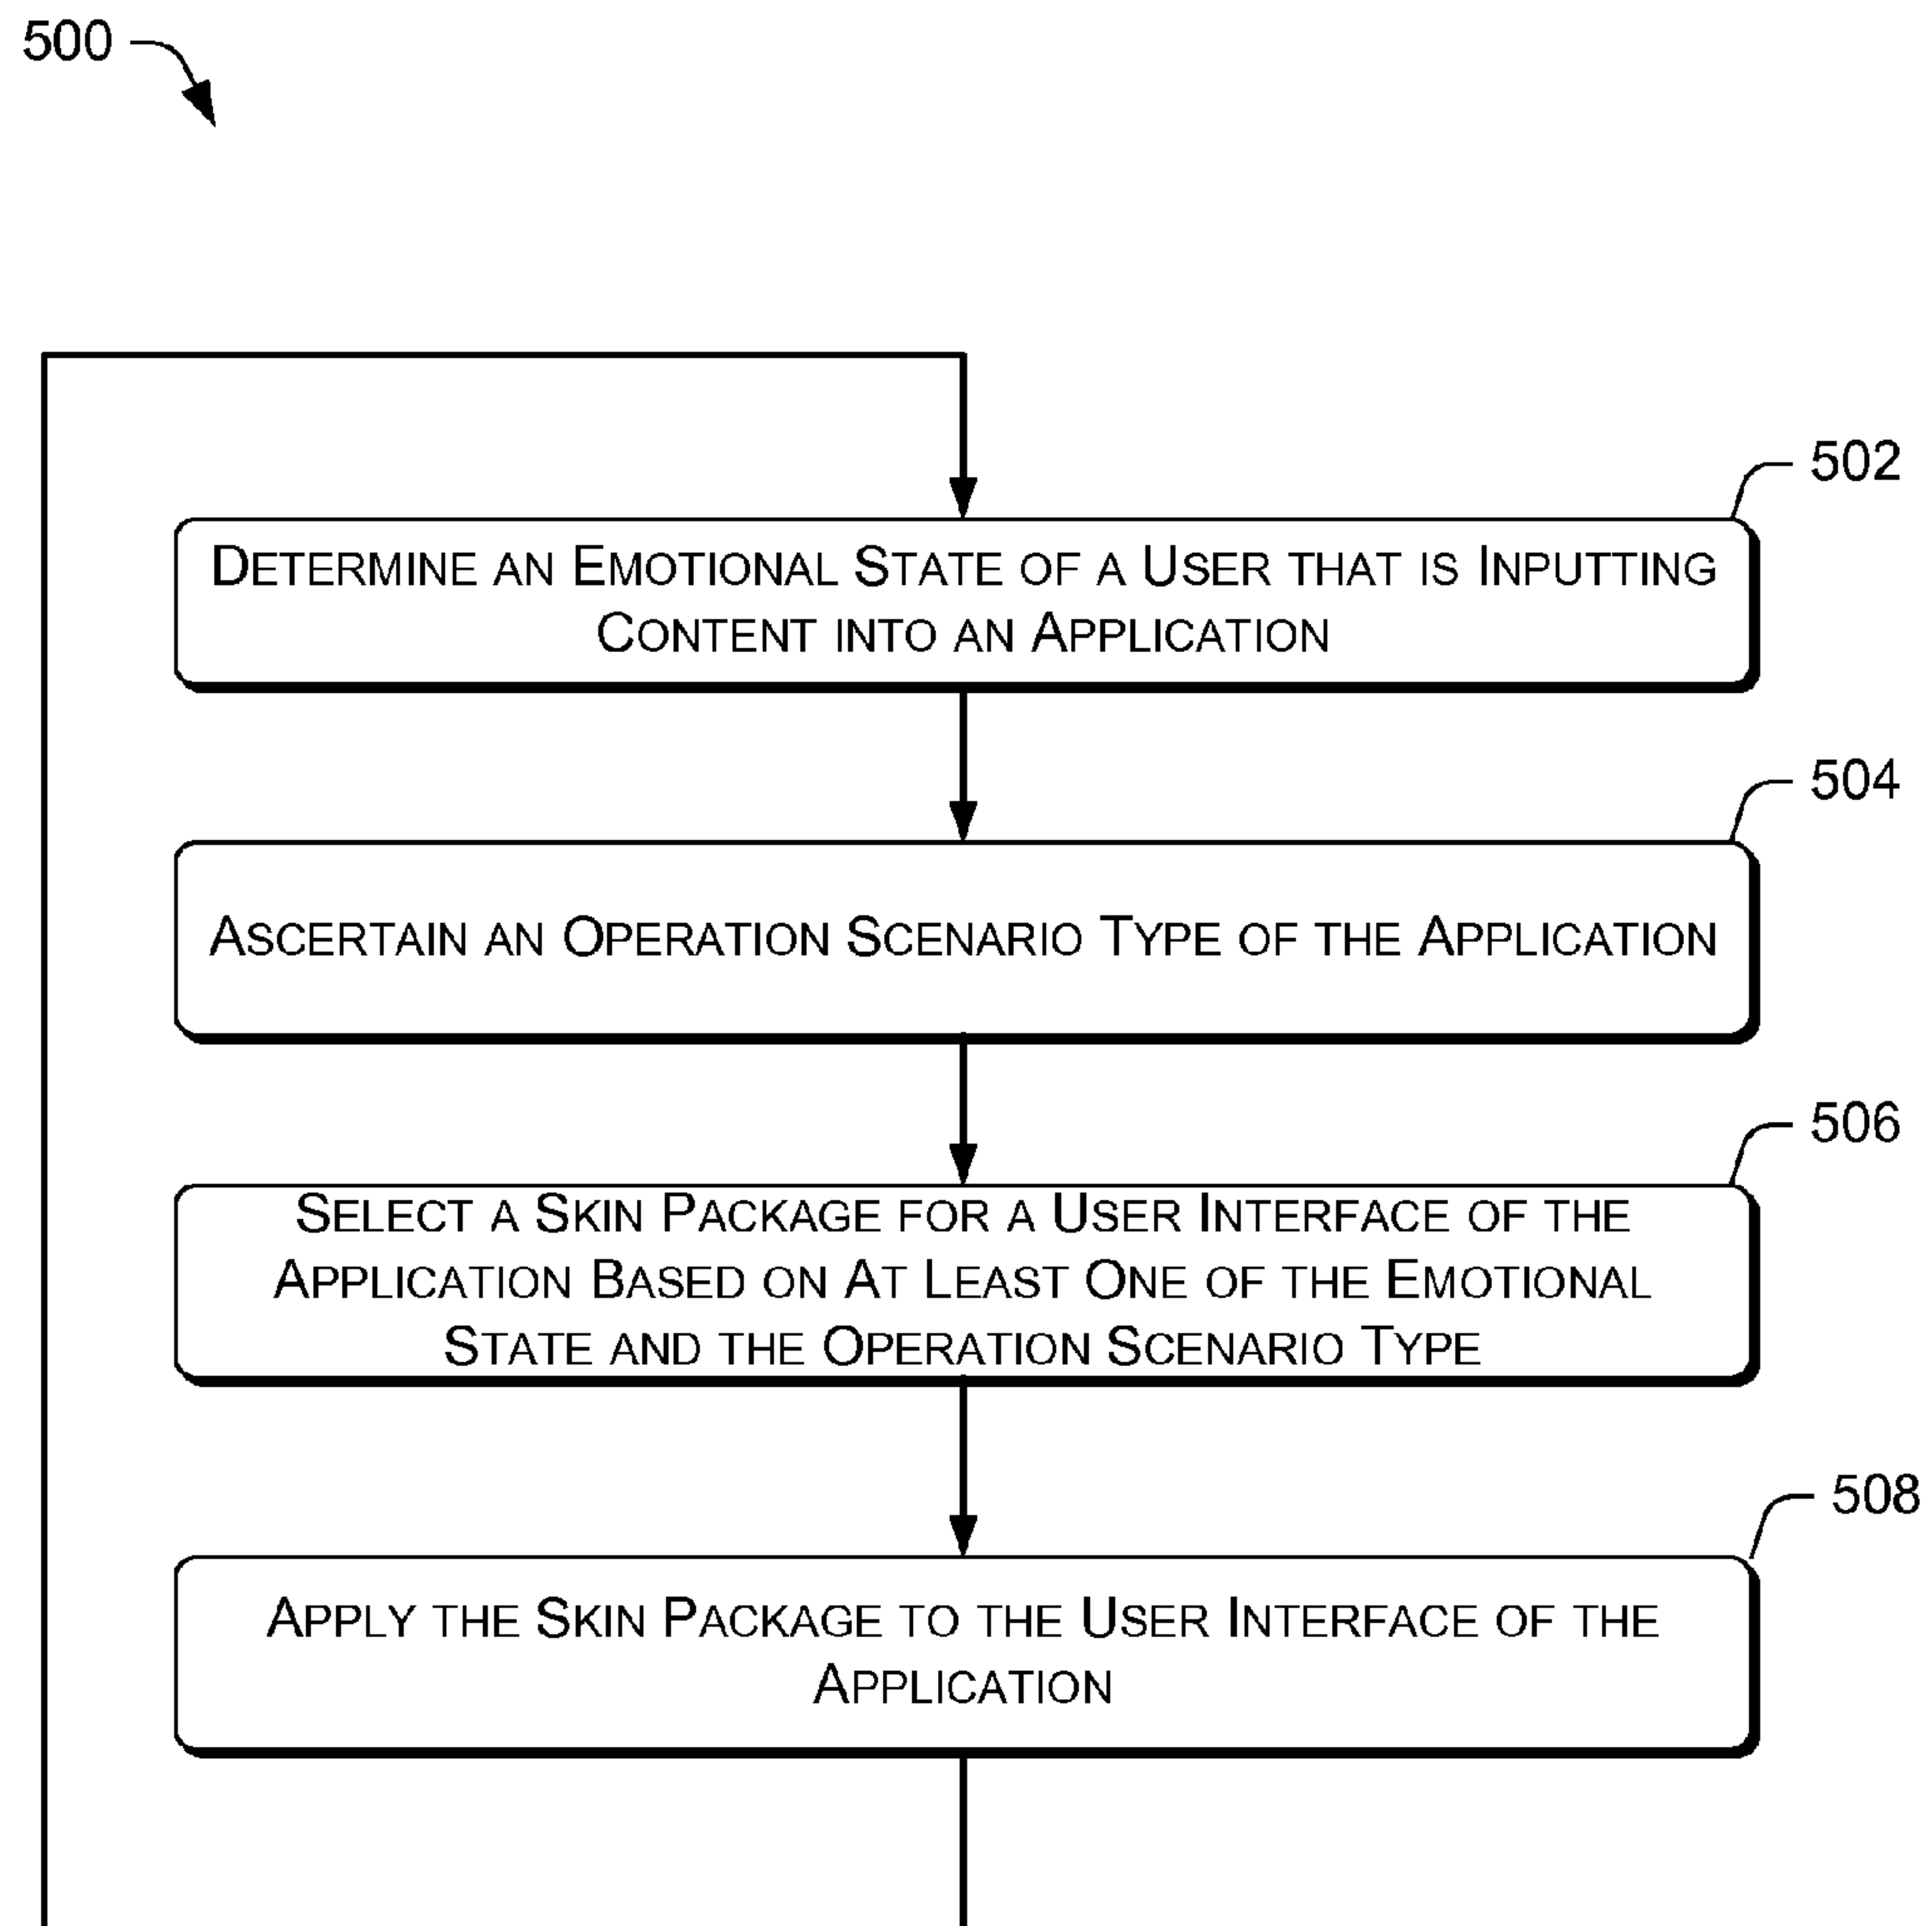 500
502
Determine an Emotional State of a User that is Inputting
Content into an Application
504
Ascertain an Operation Scenario Type of the Application
506
Select a Skin Package for a User Interface of the
Application Based on At Least One of the Emotional
State and the Operation Scenario Type
508
Apply the Skin Package to the User Interface of the
Application